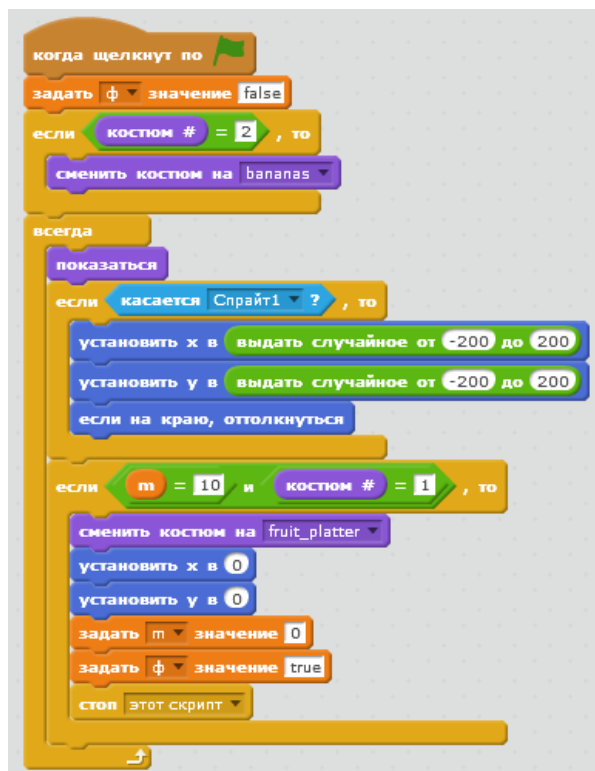 когда щелкнут по
задать ф значение false
если костюм # = 2 , то
сменить костюм на bananas
всегда
показаться
если касается Спрайт1 ? , то
установить x в выдать случайное от -200 до 200
установить y в выдать случайное от -200 до 200
если на краю, оттолкнуться
если m = 10 и костюм # = 1 , то
сменить костюм на fruit_platter
установить x в 0
установить y в 0
задать m значение 0
задать ф значение true
стоп этот скрипт